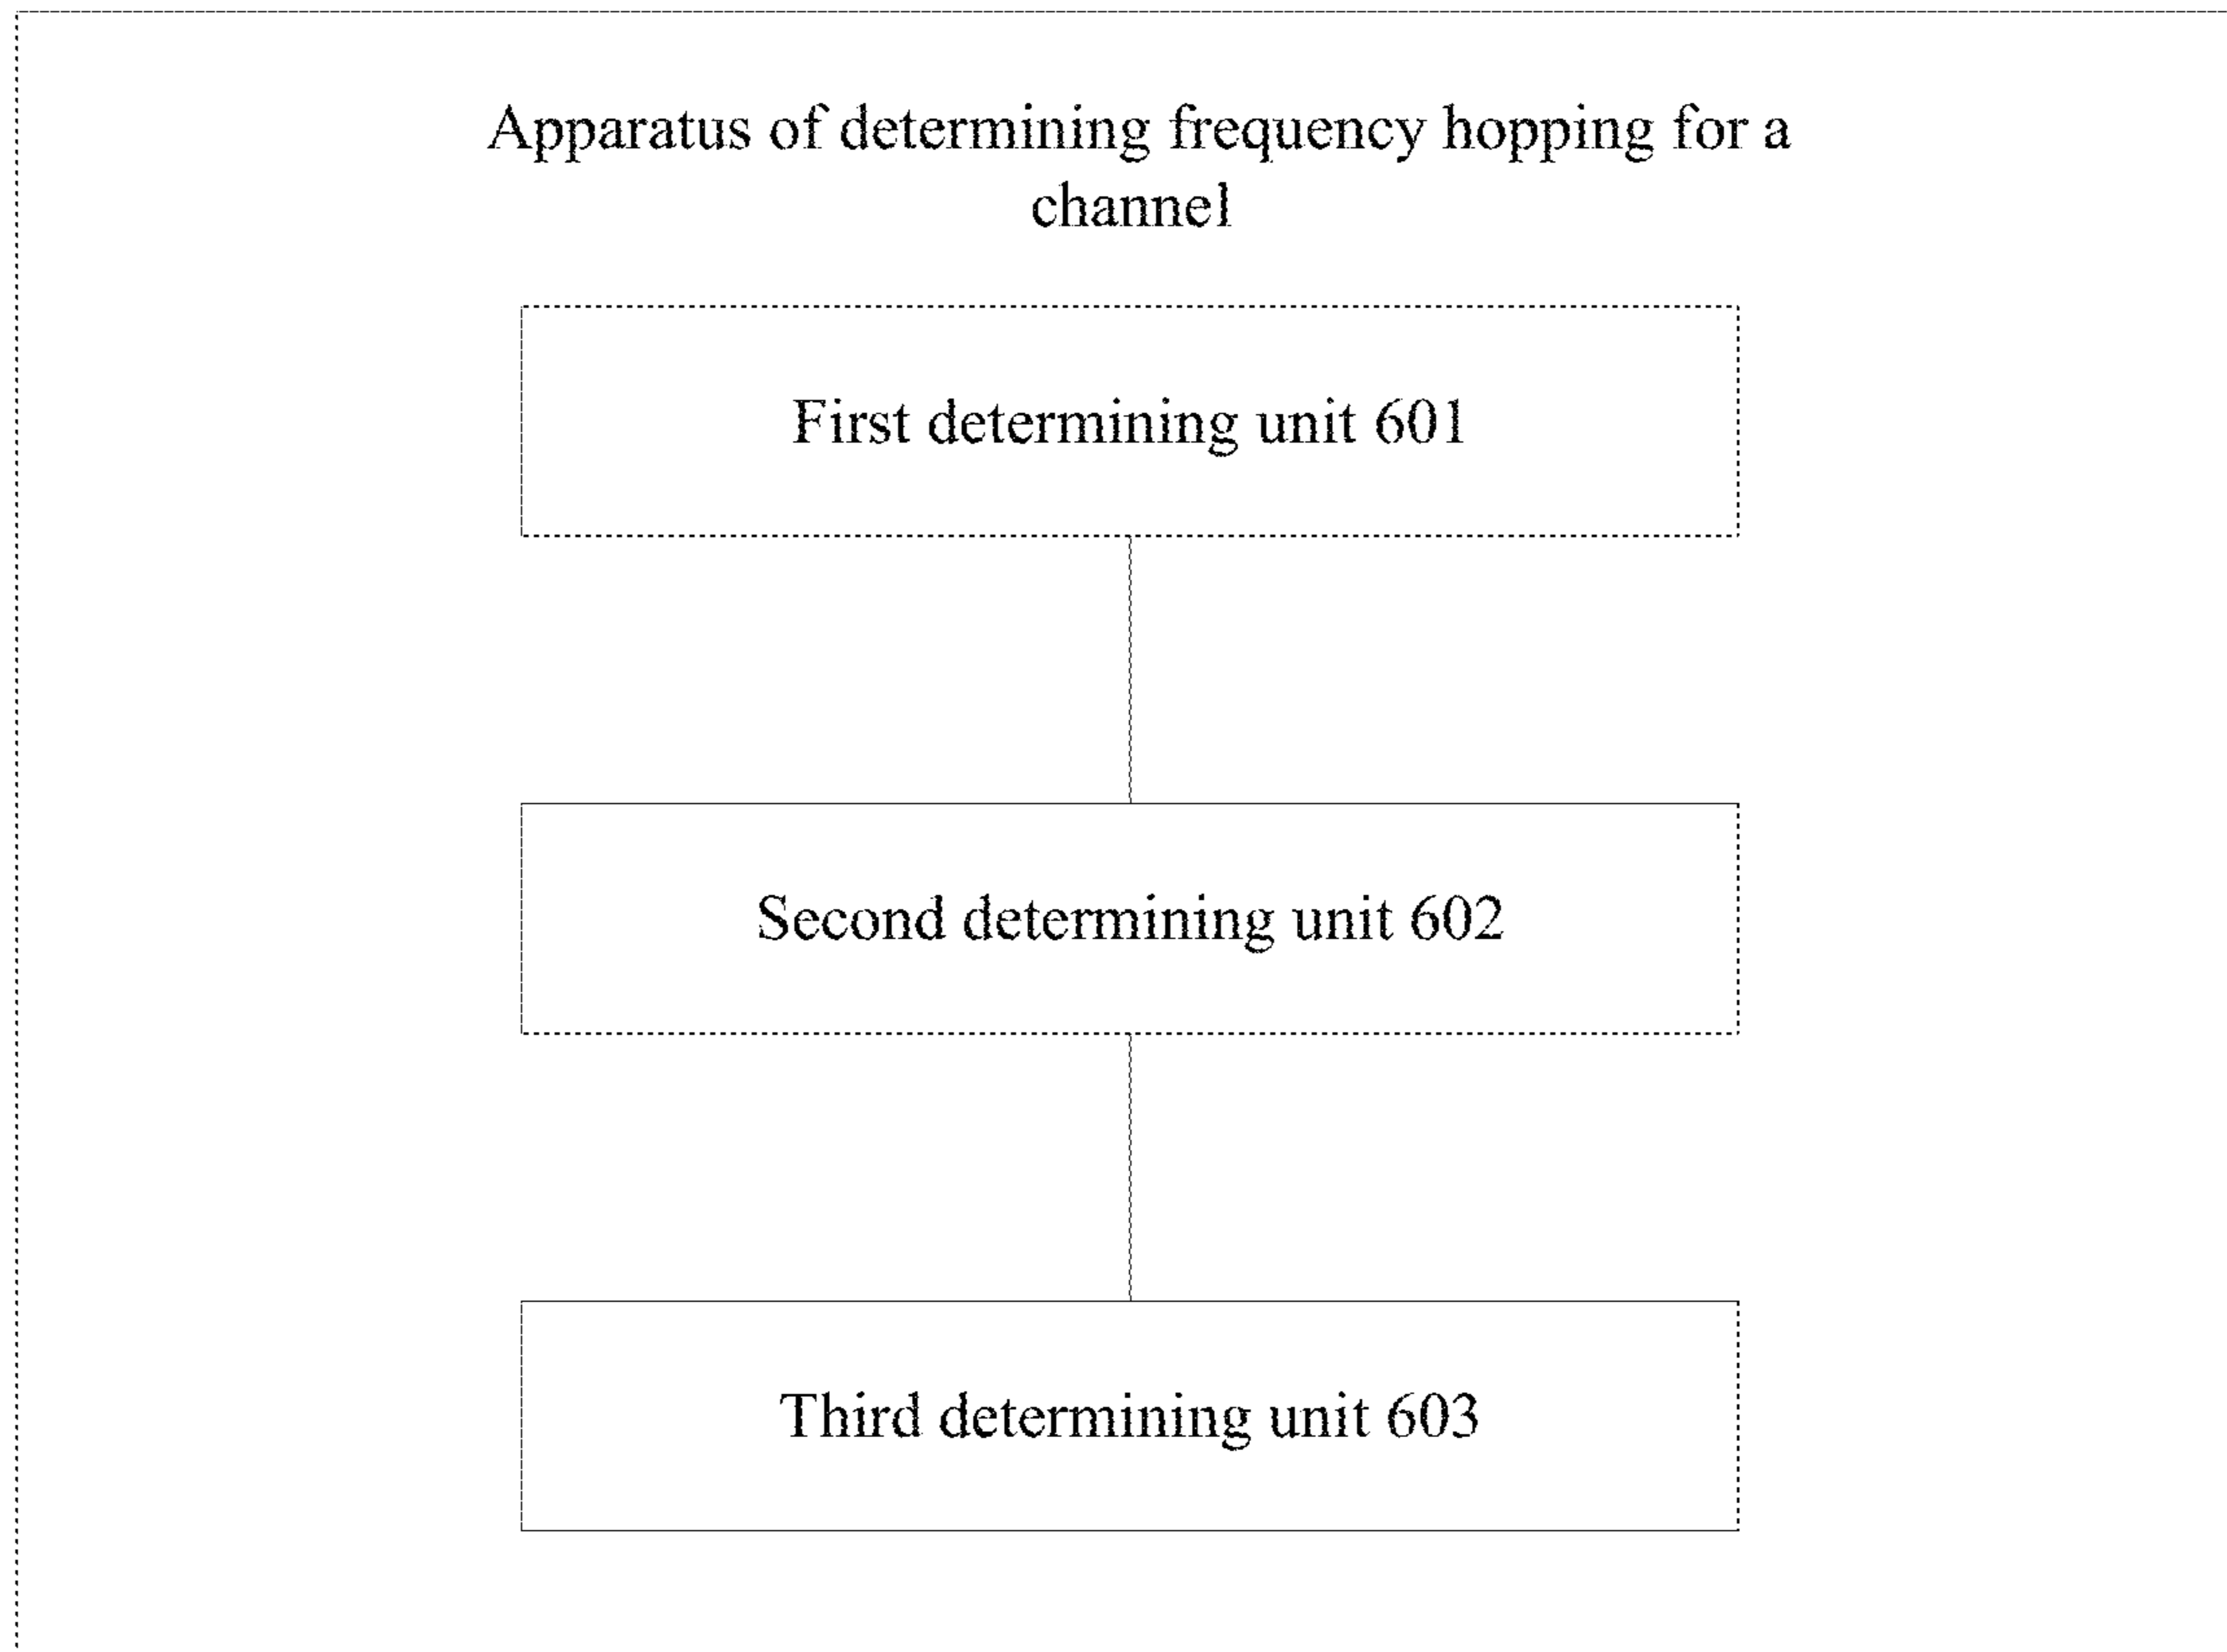 Apparatus of determining frequency hopping for a
channel
First determining unit 601
Second determining unit 602
Third determining unit 603